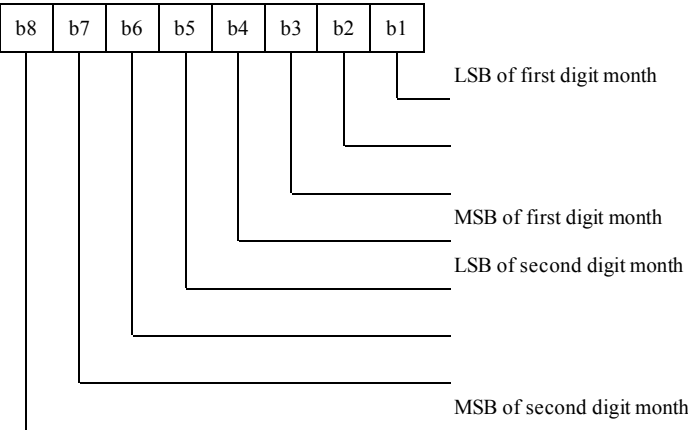 b8 b7 b6 b5 b4 b3 b2 b1
LSB of first digit month
MSB of first digit month
LSB of second digit month
MSB of second digit month